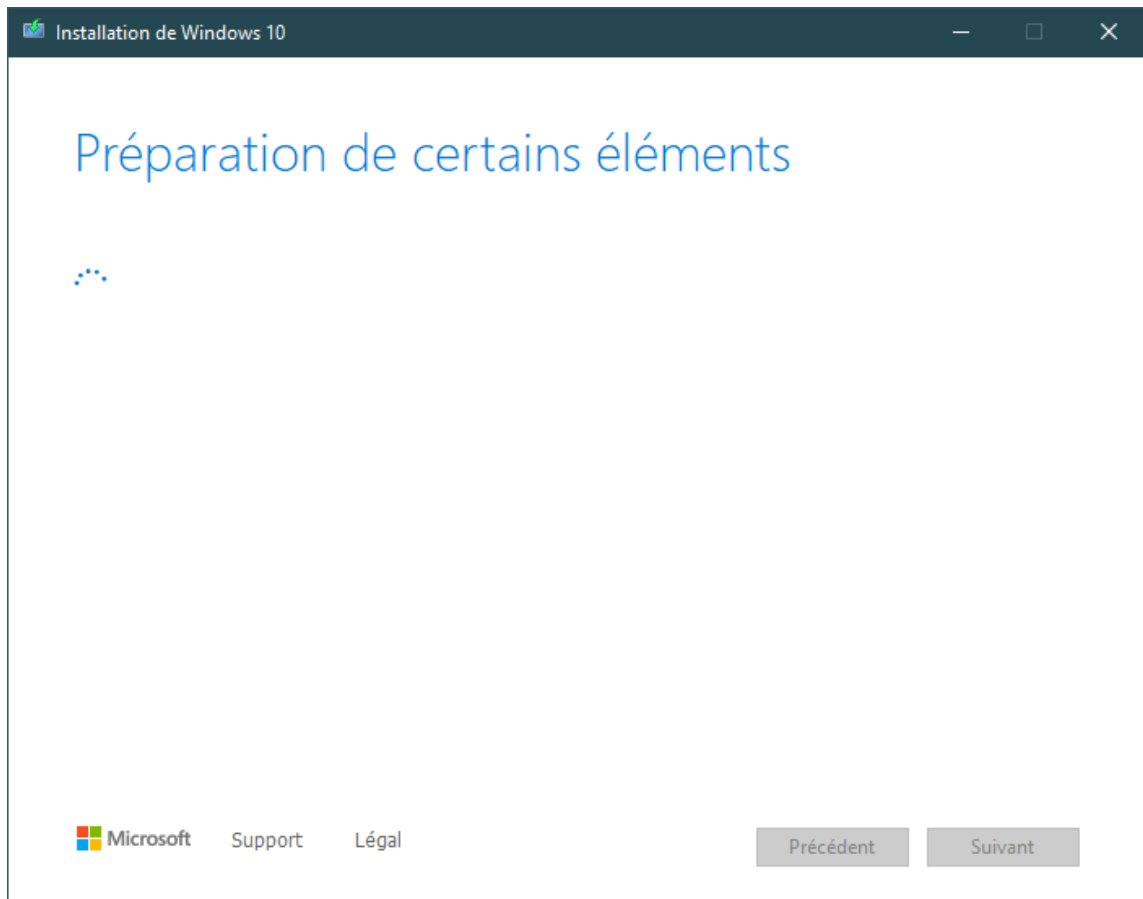 Installation de Windows 10
Préparation de certains éléments
Microsoft Support Légal Précédent Suivant